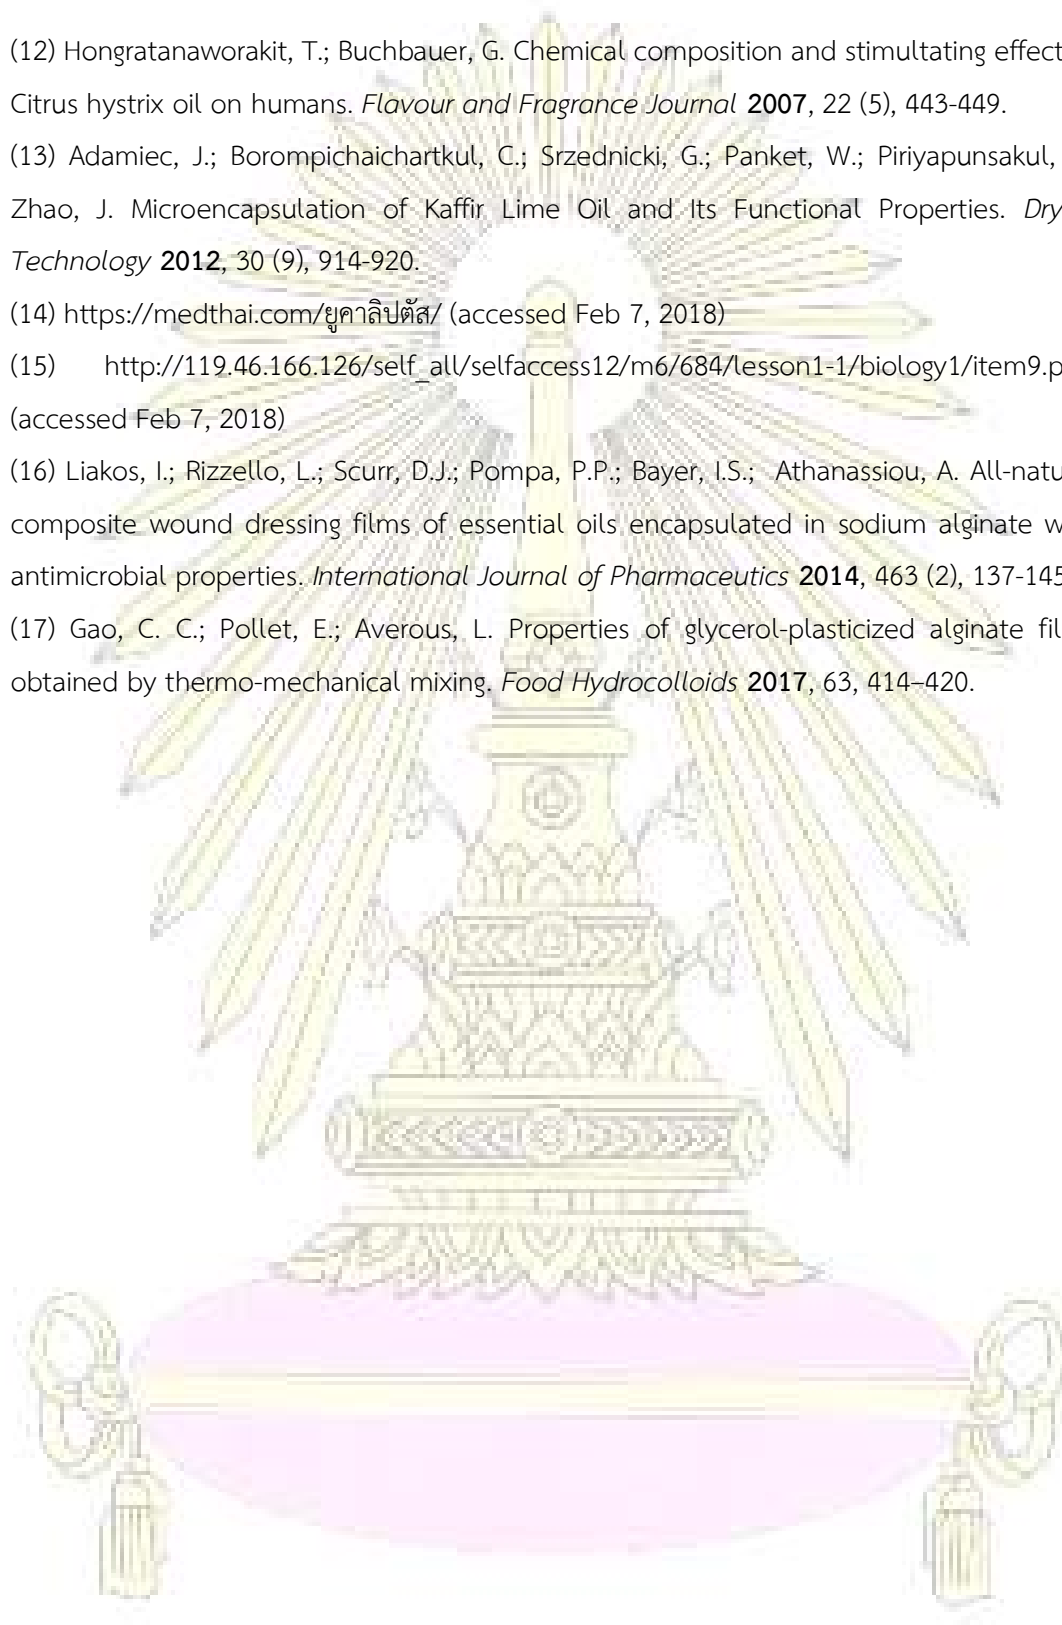 (12) Hongratanaworakit, T.; Buchbauer, G. Chemical composition and stimultating effect
Citrus hystrix oil on humans. Flavour and Fragrance Journal 2007, 22 (5), 443-449.
(13) Adamiec, J.; Borompichaichartkul, C.; Srzednicki, G.; Panket, W.; Piriyapunsakul,
Zhao, J. Microencapsulation of Kaffir Lime Oil and Its Functional Properties. Dry
Technology 2012, 30 (9), 914-920.
(14) https://medthai.com/ยูคาลิปตัส/ (accessed Feb 7, 2018)
(15) http://119.46.166.126/self_all/selfaccess12/m6/684/lesson1-1/biology1/item9.p
(accessed Feb 7, 2018)
(16) Liakos, I.; Rizzello, L.; Scurr, D.J.; Pompa, P.P.; Bayer, I.S.; Athanassiou, A. All-natu
composite wound dressing films of essential oils encapsulated in sodium alginate w
antimicrobial properties. International Journal of Pharmaceutics 2014, 463 (2), 137-145
(17) Gao, C. C.; Pollet, E.; Averous, L. Properties of glycerol-plasticized alginate fil
obtained by thermo-mechanical mixing. Food Hydrocolloids 2017, 63, 414–420.